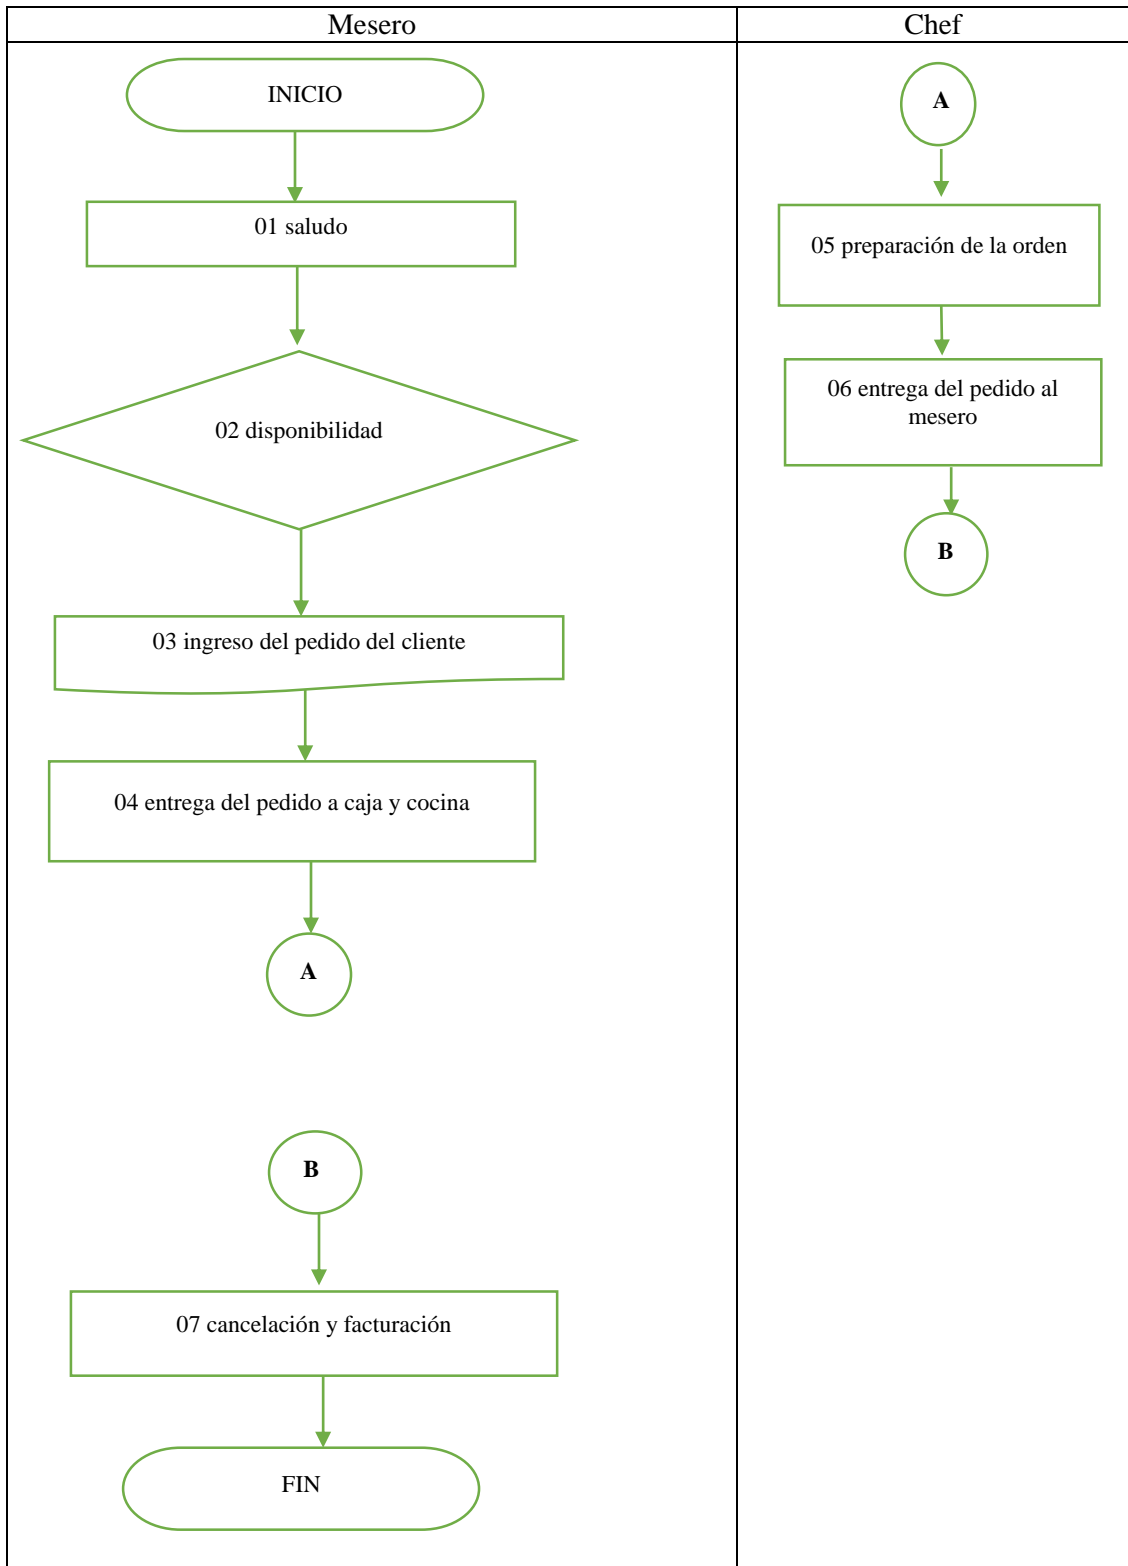 Mesero
INICIO
01 saludo
02 disponibilidad
03 ingreso del pedido del cliente
04 entrega del pedido a caja y cocina
A
B
07 cancelación y facturación
FIN
Chef
A
05 preparación de la orden
06 entrega del pedido al
mesero
B